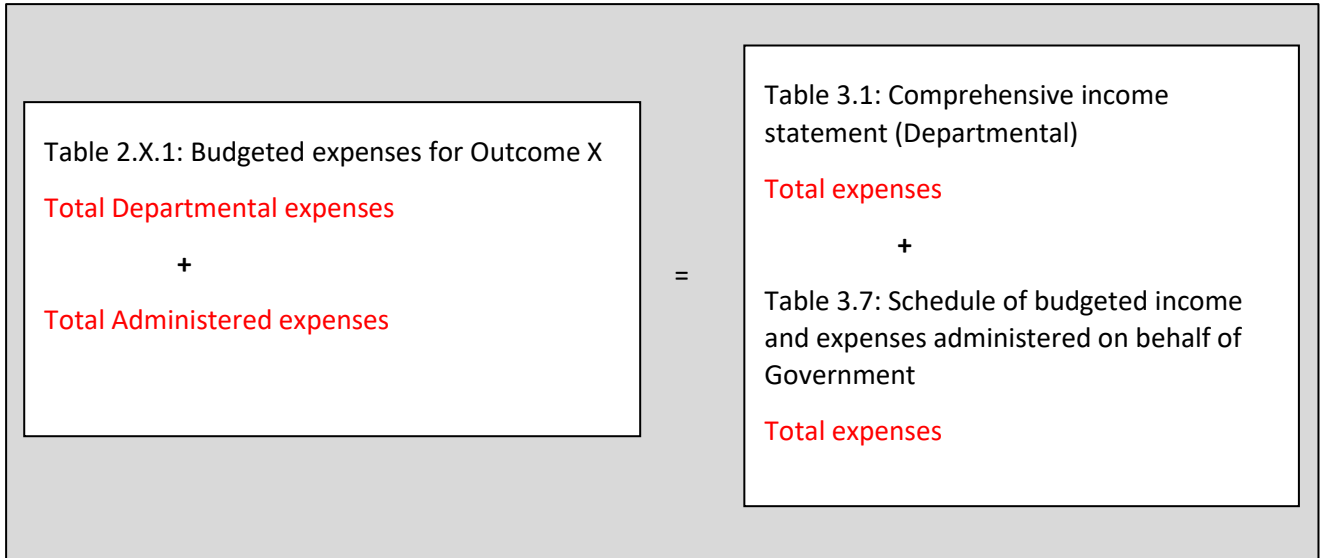 Table 2.X.1: Budgeted expenses for Outcome X
Total Departmental expenses
+
Total Administered expenses
=
Table 3.1: Comprehensive income
statement (Departmental)
Total expenses
+
Table 3.7: Schedule of budgeted income
and expenses administered on behalf of
Government
Total expenses